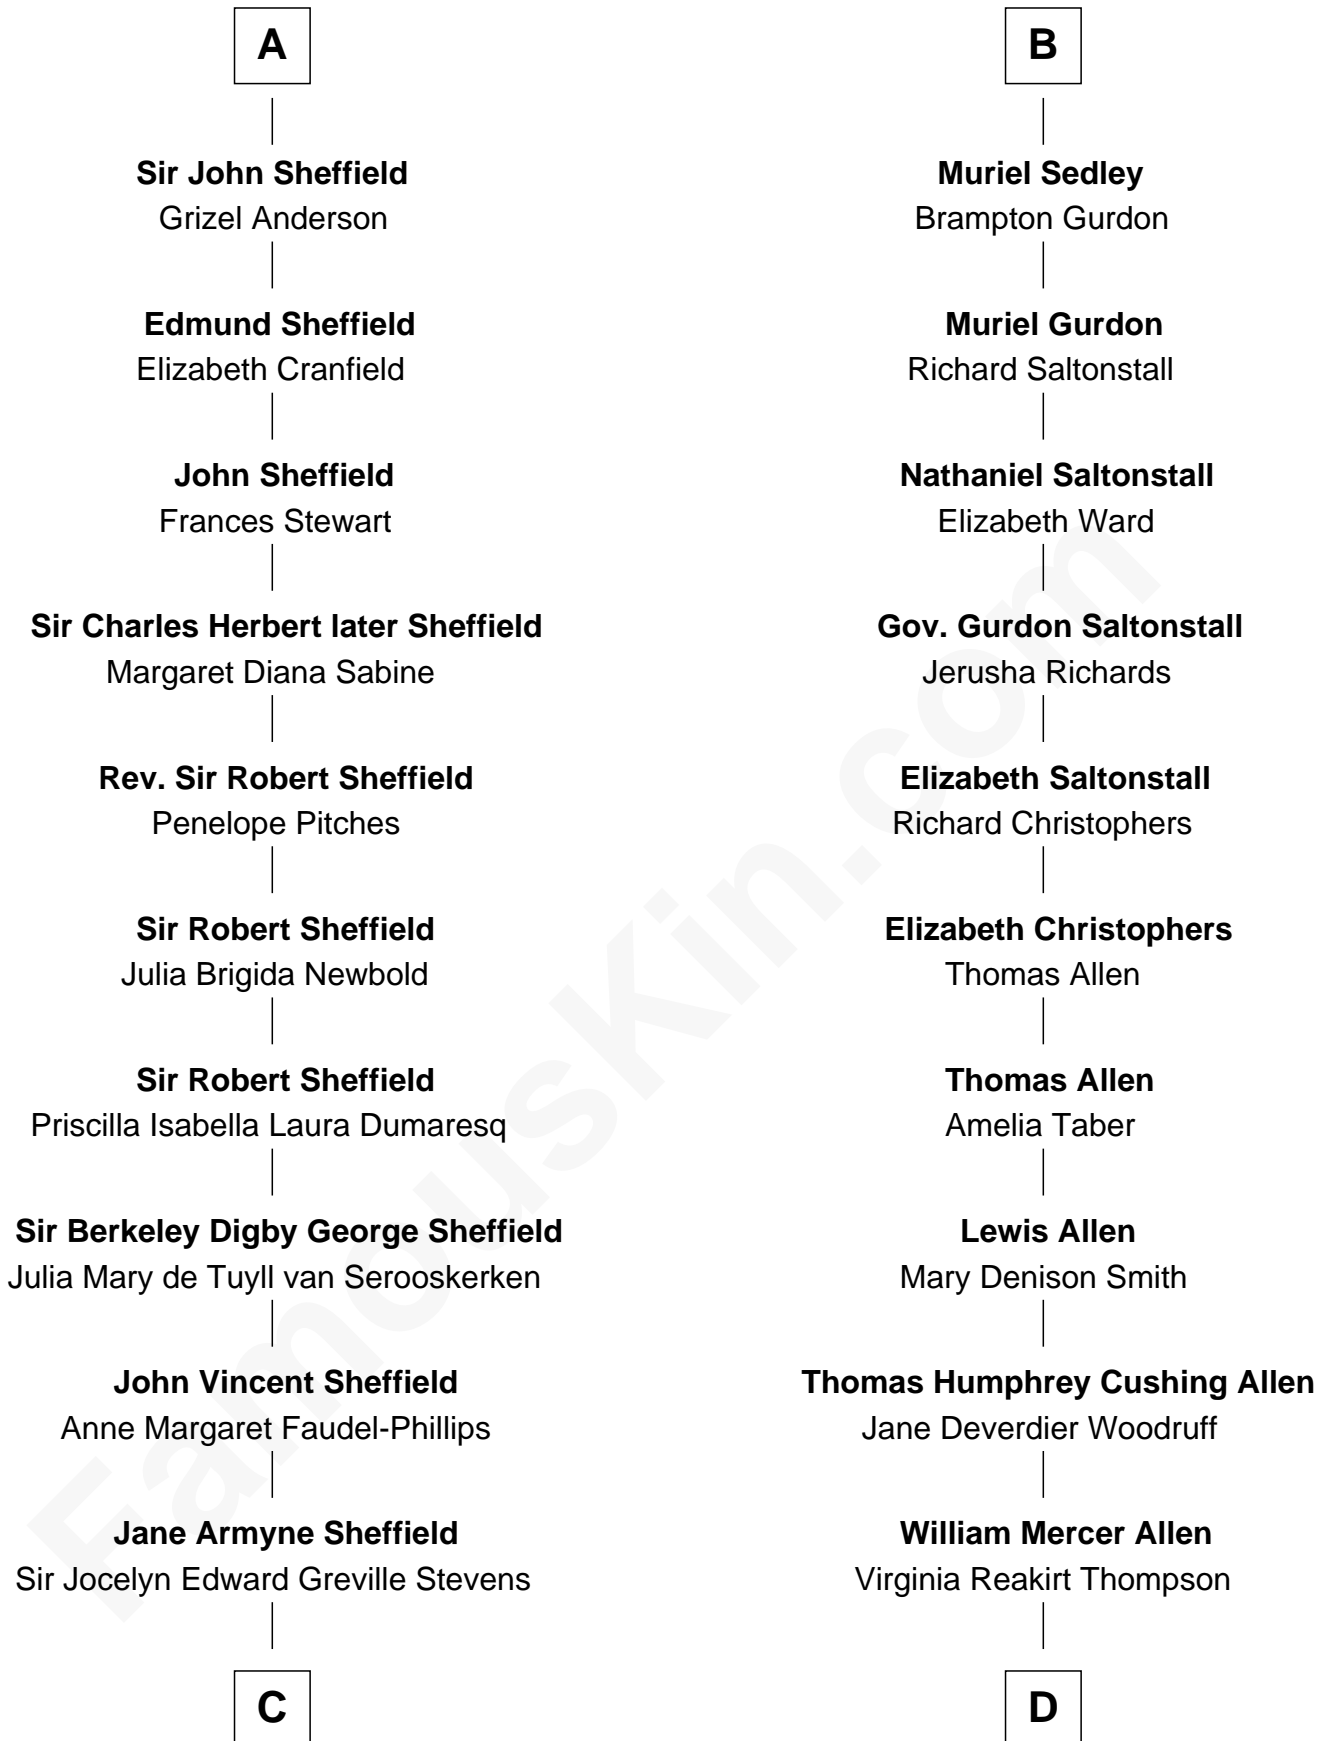 A
Sir John Sheffield
Grizel Anderson
Edmund Sheffield
Elizabeth Cranfield
John Sheffield
Frances Stewart
Sir Charles Herbert later Sheffield
Margaret Diana Sabine
Rev. Sir Robert Sheffield
Penelope Pitches
Sir Robert Sheffield
Julia Brigida Newbold
Sir Robert Sheffield
Priscilla Isabella Laura Dumaresq
Sir Berkeley Digby George Sheffield
Julia Mary de Tuyll van Serooskerken
John Vincent Sheffield
Anne Margaret Faudel-Phillips
Jane Armyne Sheffield
Sir Jocelyn Edward Greville Stevens
C
B
Muriel Sedley
Brampton Gurdon
Muriel Gurdon
Richard Saltonstall
Nathaniel Saltonstall
Elizabeth Ward
Gov. Gurdon Saltonstall
Jerusha Richards
Elizabeth Saltonstall
Richard Christophers
Elizabeth Christophers
Thomas Allen
Thomas Allen
Amelia Taber
Lewis Allen
Mary Denison Smith
Thomas Humphrey Cushing Allen
Jane Deverdier Woodruff
William Mercer Allen
Virginia Reakirt Thompson
D
FamousKin.com